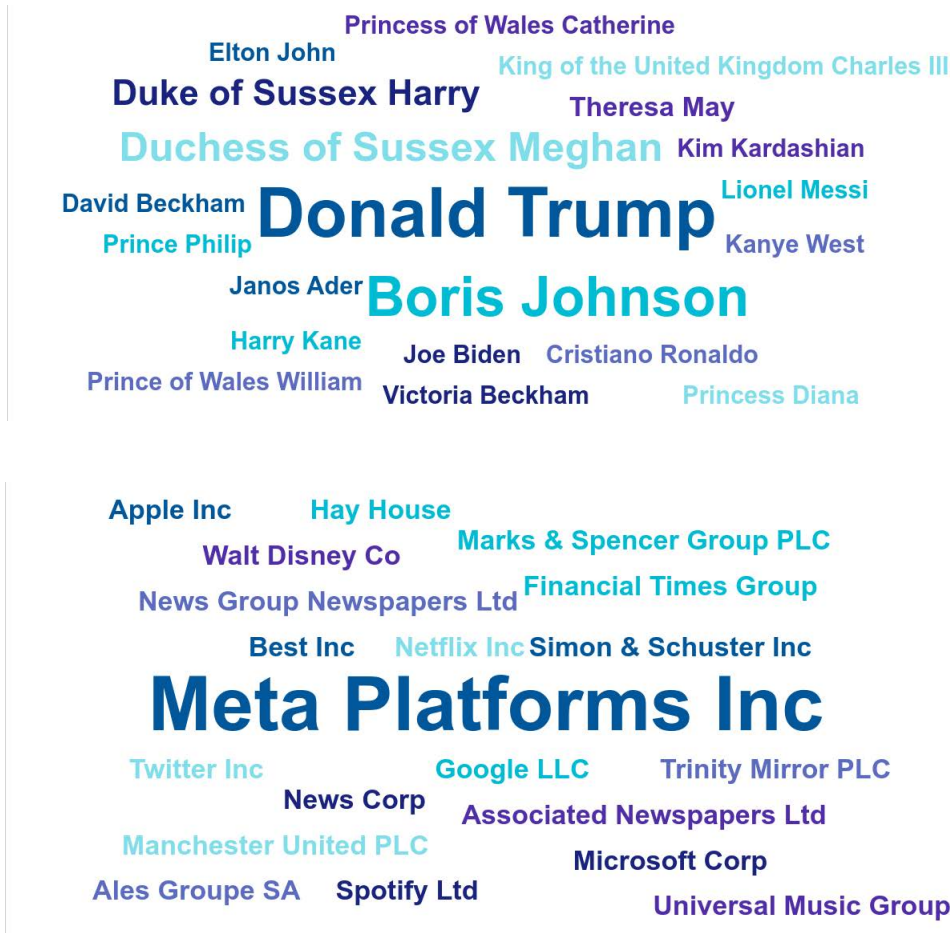 Princess of Wales Catherine
Elton John
King of the United Kingdom Charles III
Duke of Sussex Harry
Theresa May
Duchess of Sussex Meghan
Kim Kardashian
David Beckham
Donald Trump
Lionel Messi
Prince Philip
Kanye West
Janos Ader
Boris Johnson
Harry Kane
Joe Biden
Cristiano Ronaldo
Prince of Wales William
Victoria Beckham
Princess Diana
Apple Inc
Hay House
Marks & Spencer Group PLC
Walt Disney Co
Financial Times Group
News Group Newspapers Ltd
Best Inc
Netflix Inc
Simon & Schuster Inc
Meta Platforms Inc
Twitter Inc
Google LLC
Trinity Mirror PLC
News Corp
Associated Newspapers Ltd
Manchester United PLC
Microsoft Corp
Ales Groupe SA
Spotify Ltd
Universal Music Group